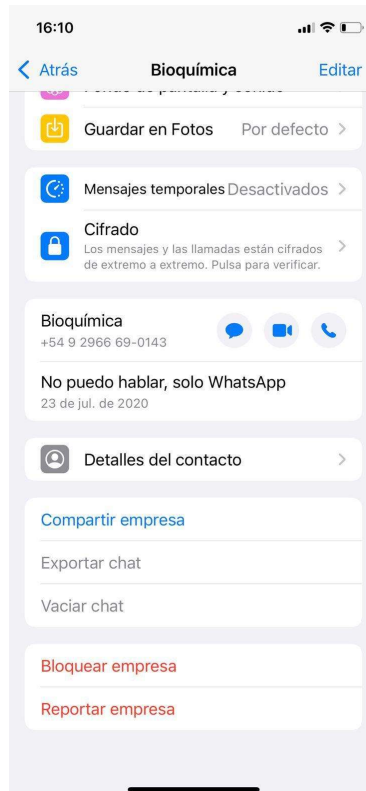 16:10
Atrás
Bioquímica
Editar
Guardar en Fotos
Por defecto
Mensajes temporales
Desactivados
Cifrado
Los mensajes y las llamadas están cifrados
de extremo a extremo. Pulsa para verificar.
Bioquímica
+54 9 2966 69-0143
No puedo hablar, solo WhatsApp
23 de jul. de 2020
Detalles del contacto
Compartir empresa
Exportar chat
Vaciar chat
Bloquear empresa
Reportar empresa